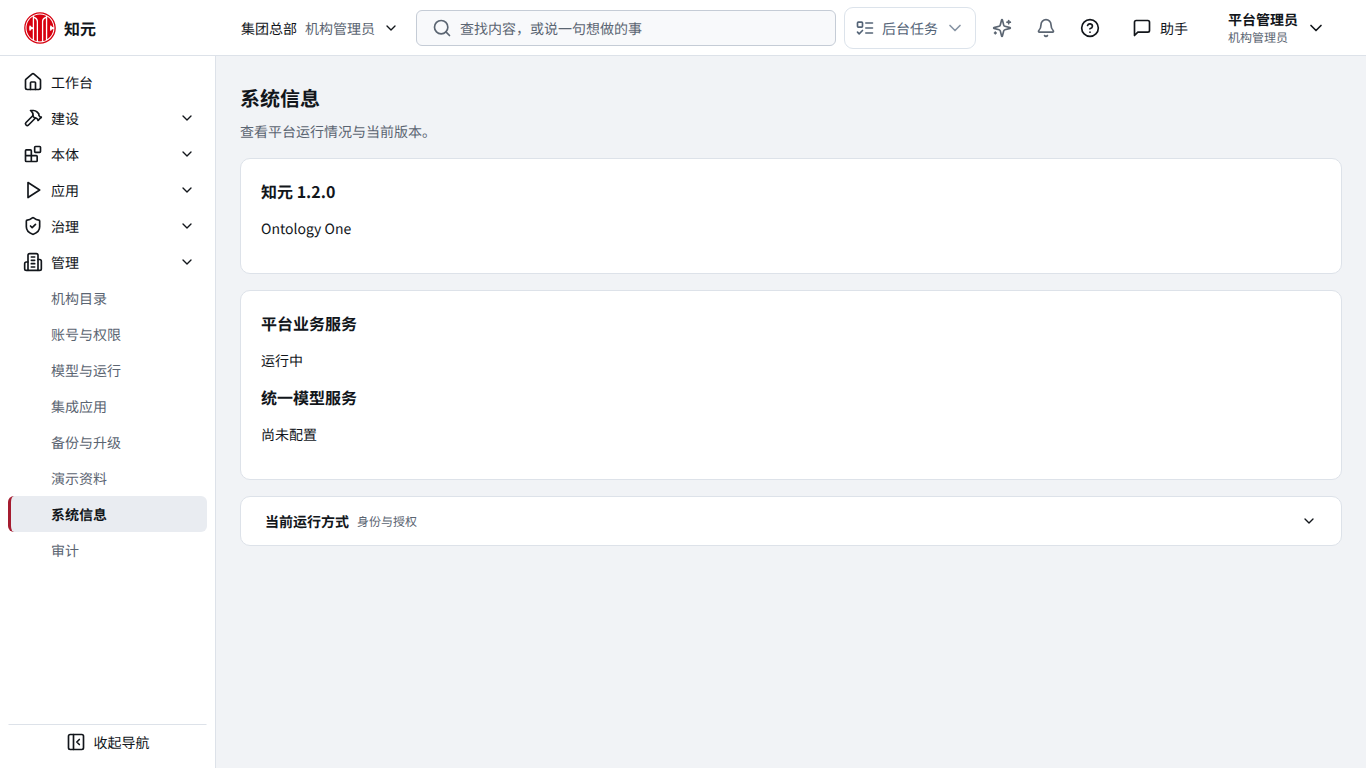 知元
集团总部 机构管理员
查找内容，或说一句想做的事
后台任务
助手
平台管理员
机构管理员
工作台
建设
本体
应用
治理
管理
机构目录
账号与权限
模型与运行
集成应用
备份与升级
演示资料
系统信息
审计
收起导航
系统信息
查看平台运行情况与当前版本。
知元 1.2.0
Ontology One
平台业务服务
运行中
统一模型服务
尚未配置
当前运行方式 身份与授权